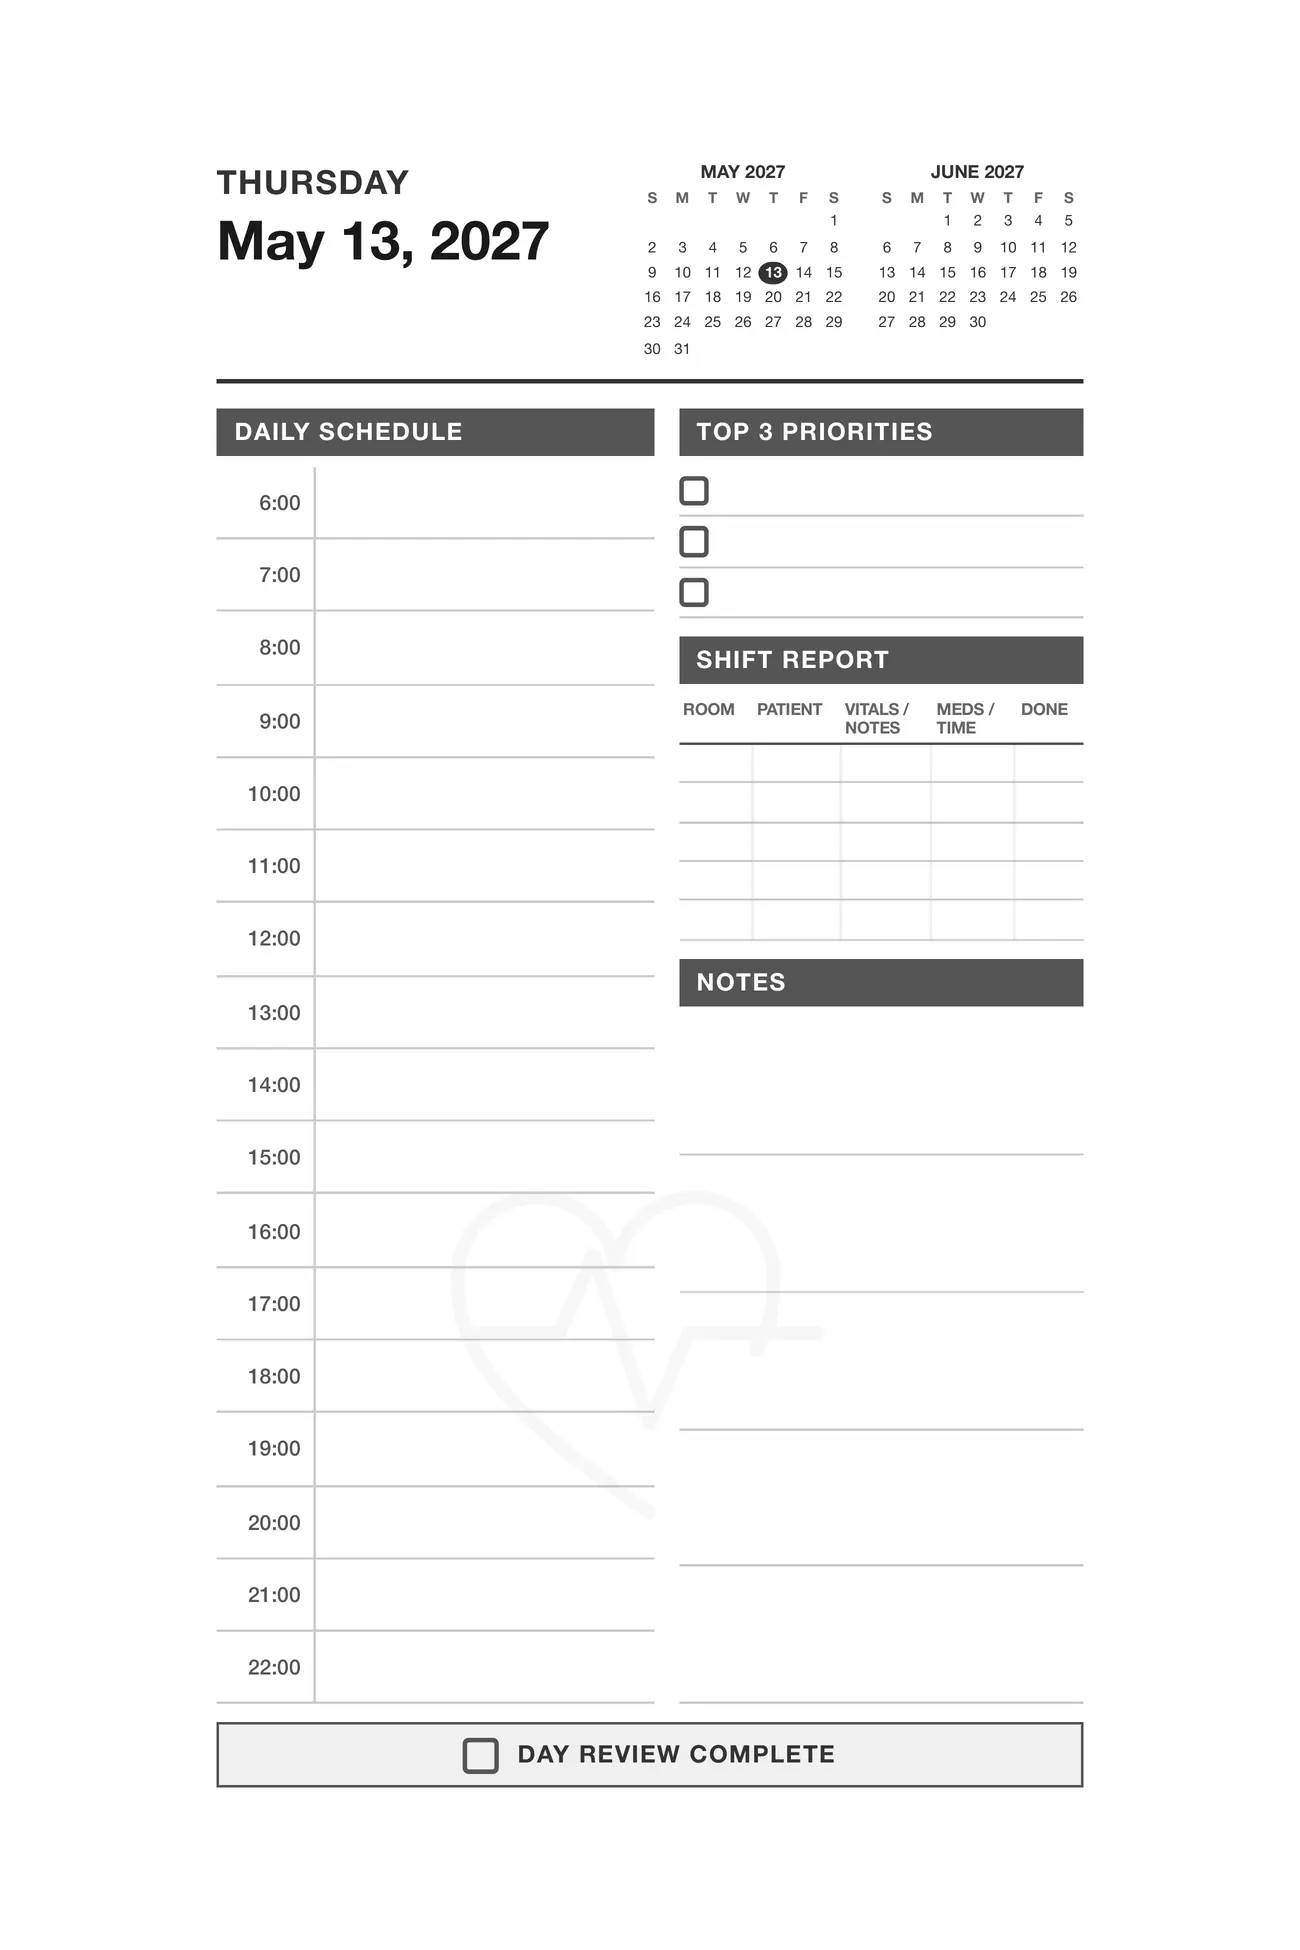 THURSDAY
May 13, 2027
MAY 2027
S M T W T F S
1
2 3 4 5 6 7 8
9 10 11 12 13 14 15
16 17 18 19 20 21 22
23 24 25 26 27 28 29
30 31
JUNE 2027
S M T W T F S
1 2 3 4 5
6 7 8 9 10 11 12
13 14 15 16 17 18 19
20 21 22 23 24 25 26
27 28 29 30
DAILY SCHEDULE
6:00
7:00
8:00
9:00
10:00
11:00
12:00
13:00
14:00
15:00
16:00
17:00
18:00
19:00
20:00
21:00
22:00
TOP 3 PRIORITIES
SHIFT REPORT
ROOM PATIENT VITALS / MEDS / DONE
NOTES TIME
NOTES
DAY REVIEW COMPLETE